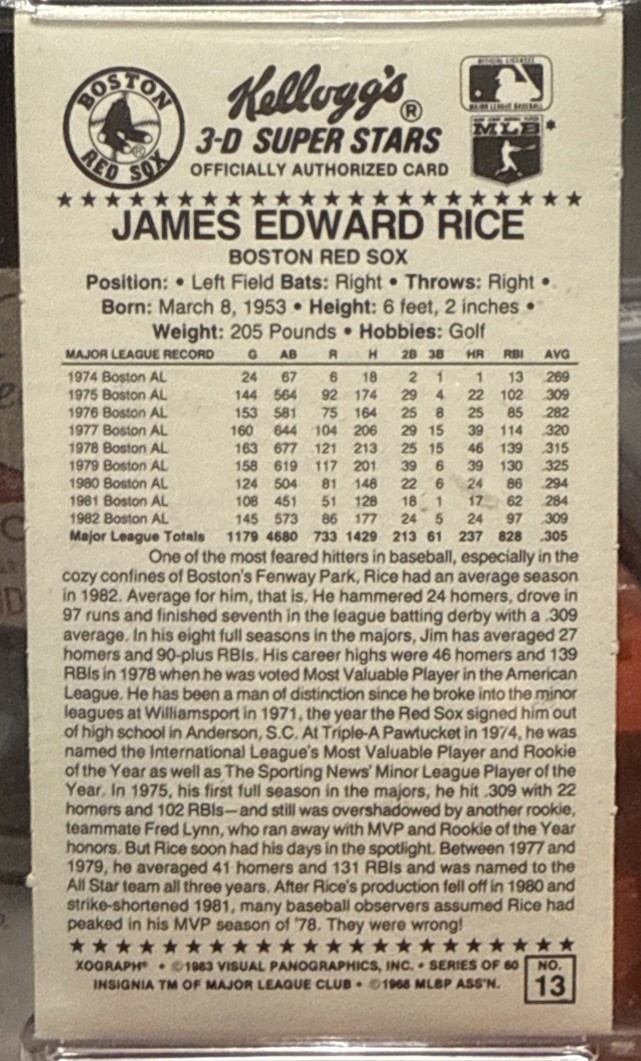 BOSTON
RED SOX
®
Kellogg's®
3-D SUPER STARS
OFFICIALLY AUTHORIZED CARD
MLB*
★★★★★★★★★★★★★★★★★★★★★
JAMES EDWARD RICE
BOSTON RED SOX
Position: • Left Field Bats: Right • Throws: Right •
Born: March 8, 1953 • Height: 6 feet, 2 inches •
Weight: 205 Pounds • Hobbies: Golf
MAJOR LEAGUE RECORD G AB R H 2B 3B HR RBI AVG
1974 Boston AL 24 67 6 18 2 1 1 13 .269
1975 Boston AL 144 564 92 174 29 4 22 102 .309
1976 Boston AL 153 581 75 164 25 8 25 85 .282
1977 Boston AL 160 644 104 206 29 15 39 114 .320
1978 Boston AL 163 677 121 213 25 15 46 139 .315
1979 Boston AL 158 619 117 201 39 6 39 130 .325
1980 Boston AL 124 504 81 148 22 6 24 86 .294
1981 Boston AL 108 451 51 128 18 1 17 62 .284
1982 Boston AL 145 573 86 177 24 5 24 97 .309
Major League Totals 1179 4680 733 1429 213 61 237 828 .305
One of the most feared hitters in baseball, especially in the
cozy confines of Boston's Fenway Park, Rice had an average season
in 1982. Average for him, that is. He hammered 24 homers, drove in
97 runs and finished seventh in the league batting derby with a .309
average. In his eight full seasons in the majors, Jim has averaged 27
homers and 90-plus RBIs. His career highs were 46 homers and 139
RBIs in 1978 when he was voted Most Valuable Player in the American
League. He has been a man of distinction since he broke into the minor
leagues at Williamsport in 1971, the year the Red Sox signed him out
of high school in Anderson, S.C. At Triple-A Pawtucket in 1974, he was
named the International League's Most Valuable Player and Rookie
of the Year as well as The Sporting News' Minor League Player of the
Year. In 1975, his first full season in the majors, he hit .309 with 22
homers and 102 RBIs—and still was overshadowed by another rookie,
teammate Fred Lynn, who ran away with MVP and Rookie of the Year
honors. But Rice soon had his days in the spotlight. Between 1977 and
1979, he averaged 41 homers and 131 RBIs and was named to the
All Star team all three years. After Rice's production fell off in 1980 and
strike-shortened 1981, many baseball observers assumed Rice had
peaked in his MVP season of '78. They were wrong!
★★★★★★★★★★★★★★★★★★★★★
XOGRAPH® • ©1983 VISUAL PANOGRAPHICS, INC. • SERIES OF 60
INSIGNIA TM OF MAJOR LEAGUE CLUB • ©1968 MLBP ASS'N.
NO.
13